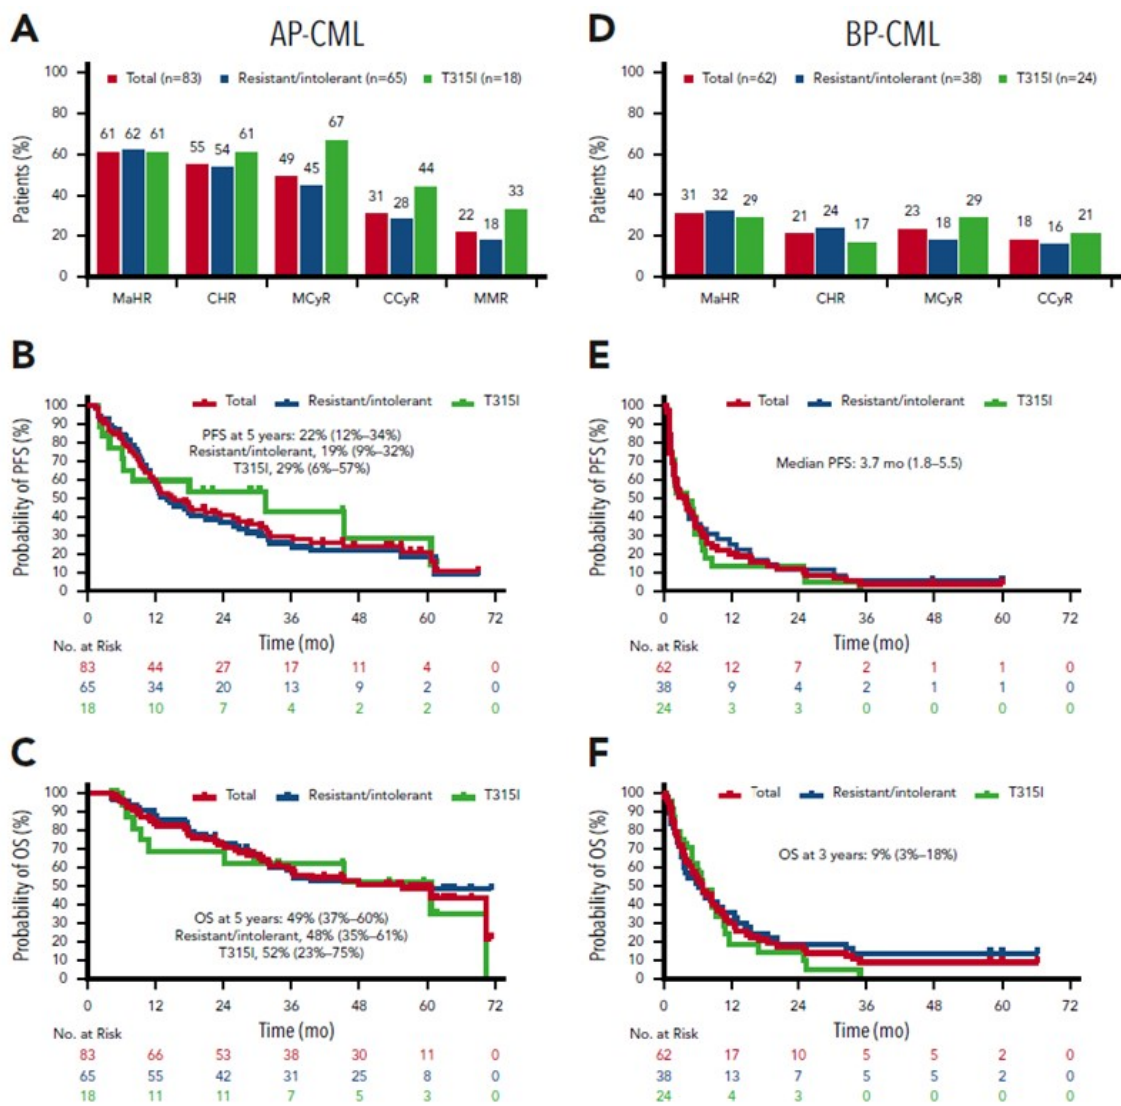 A
AP-CML
Total (n=83) Resistant/intolerant (n=65) T315I (n=18)
Patients (%)
100
80
60
40
20
0
61 62 61
55 54 61
49 45 67
31 28 44
22 18 33
MaHR CHR MCyR CCyR MMR
D
BP-CML
Total (n=62) Resistant/intolerant (n=38) T315I (n=24)
Patients (%)
100
80
60
40
20
0
31 32 29
21 24 17
23 18 29
18 16 21
MaHR CHR MCyR CCyR
B
Total Resistant/intolerant T315I
PFS at 5 years: 22% (12%–34%)
Resistant/intolerant, 19% (9%–32%)
T315I, 29% (6%–57%)
Probability of PFS (%)
100
90
80
70
60
50
40
30
20
10
0
0 12 24 36 48 60 72
Time (mo)
No. at Risk
83 44 27 17 11 4 0
65 34 20 13 9 2 0
18 10 7 4 2 2 0
E
Total Resistant/intolerant T315I
Median PFS: 3.7 mo (1.8–5.5)
Probability of PFS (%)
100
90
80
70
60
50
40
30
20
10
0
0 12 24 36 48 60 72
Time (mo)
No. at Risk
62 12 7 2 1 1 0
38 9 4 2 1 1 0
24 3 3 0 0 0 0
C
Total Resistant/intolerant T315I
OS at 5 years: 49% (37%–60%)
Resistant/intolerant, 48% (35%–61%)
T315I, 52% (23%–75%)
Probability of OS (%)
100
90
80
70
60
50
40
30
20
10
0
0 12 24 36 48 60 72
Time (mo)
No. at Risk
83 66 53 38 30 11 0
65 55 42 31 25 8 0
18 11 11 7 5 3 0
F
Total Resistant/intolerant T315I
OS at 3 years: 9% (3%–18%)
Probability of OS (%)
100
90
80
70
60
50
40
30
20
10
0
0 12 24 36 48 60 72
Time (mo)
No. at Risk
62 17 10 5 5 2 0
38 13 7 5 5 2 0
24 4 3 0 0 0 0